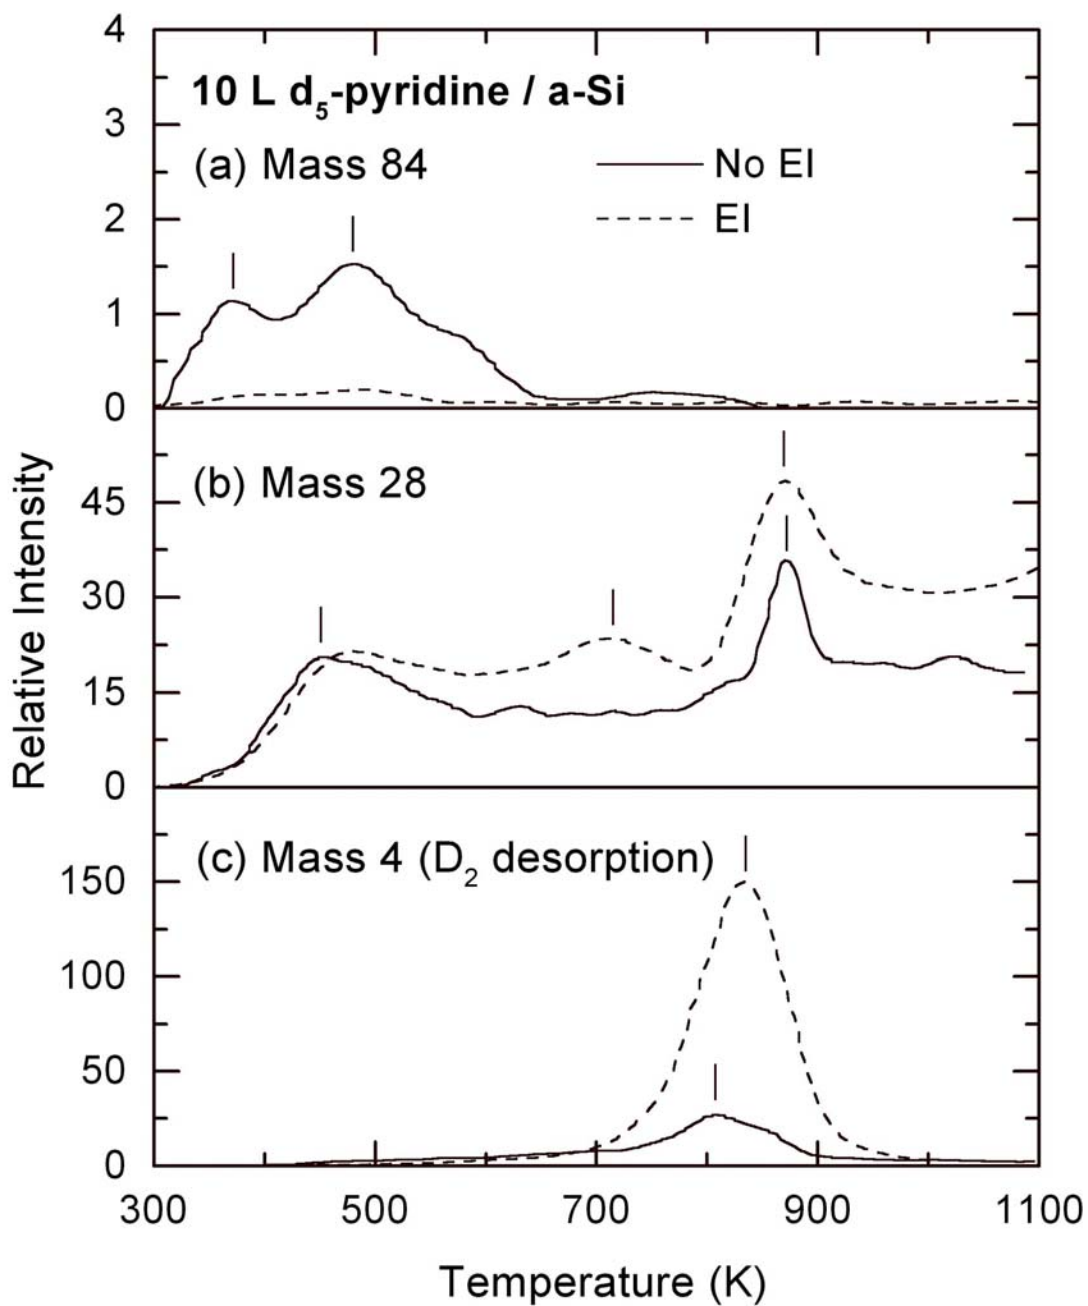 4
10 L d₅-pyridine / a-Si
3
(a) Mass 84
No EI
EI
2
1
0
(b) Mass 28
45
30
15
0
Relative Intensity
(c) Mass 4 (D₂ desorption)
150
100
50
0
300 500 700 900 1100
Temperature (K)